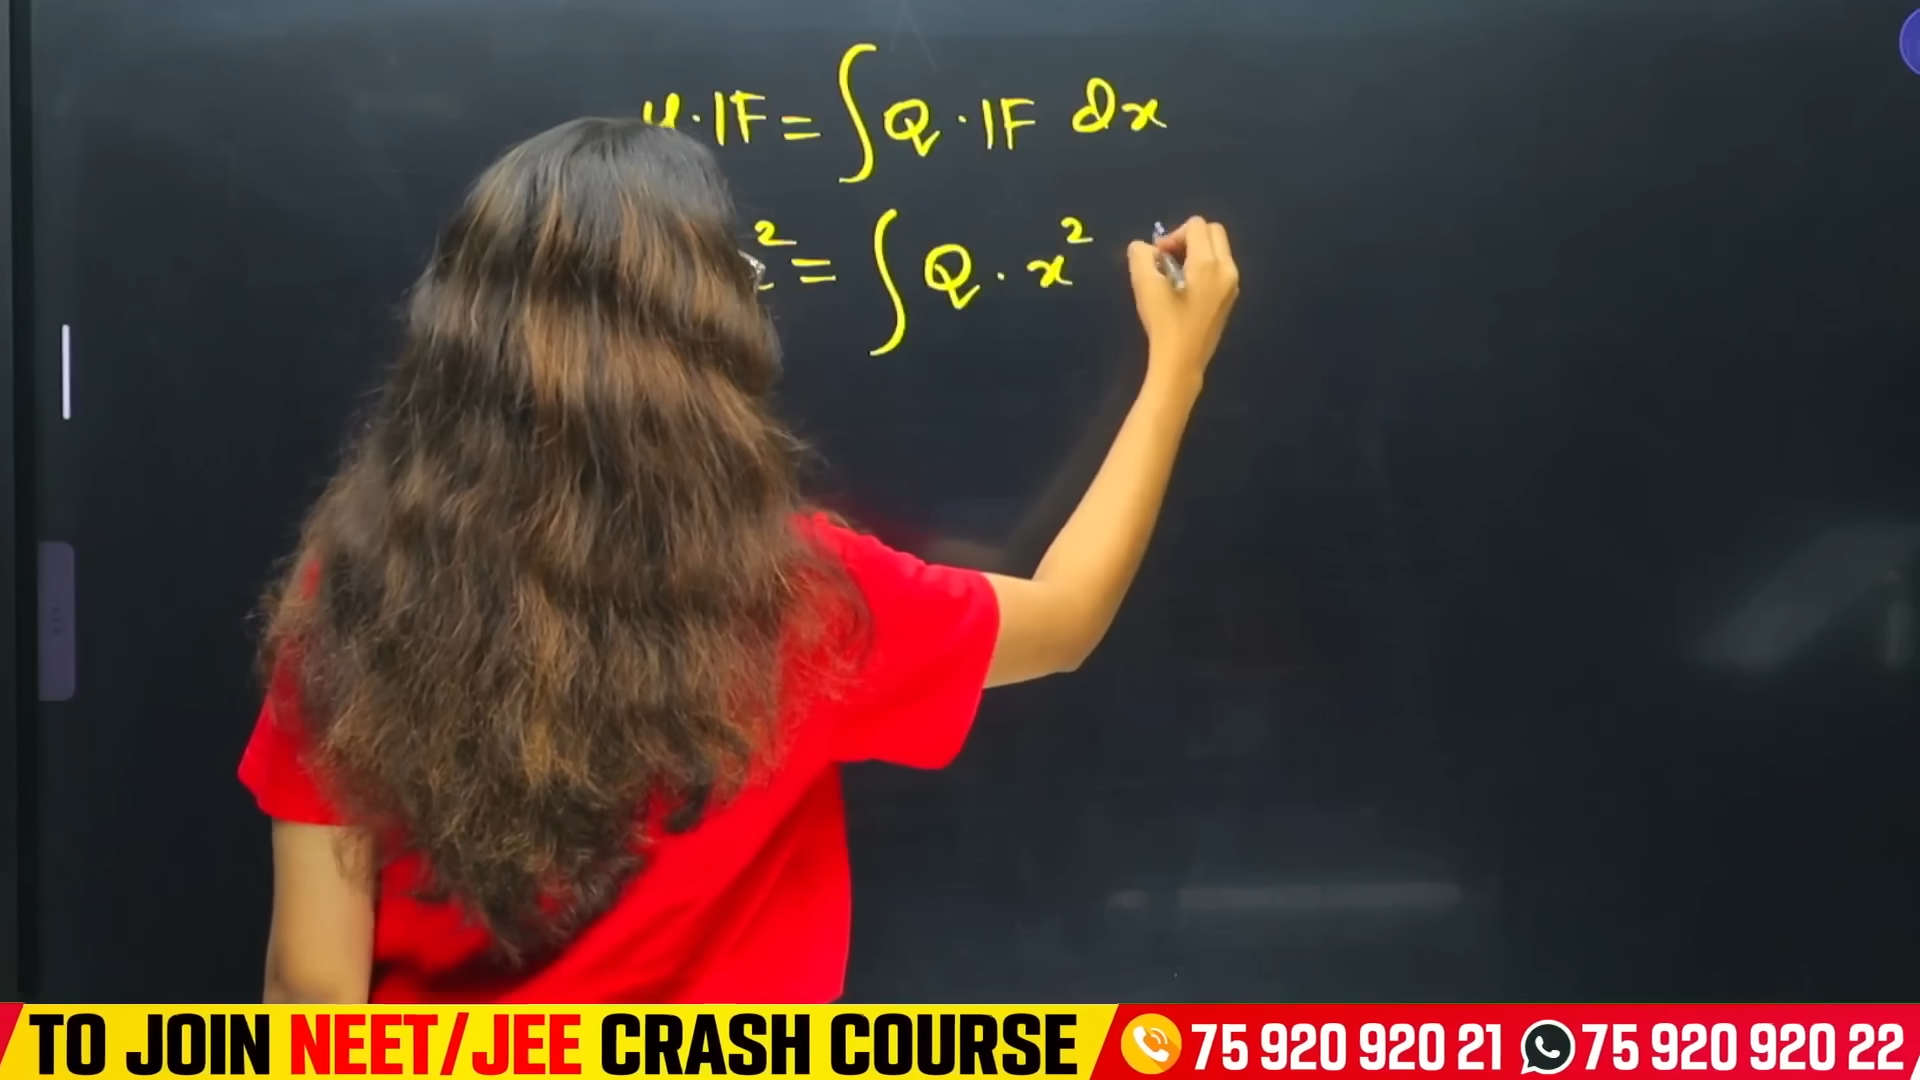 y·IF = ∫Q·IF dx
² = ∫Q·x²
TO JOIN NEET/JEE CRASH COURSE 75 920 920 21 75 920 920 22